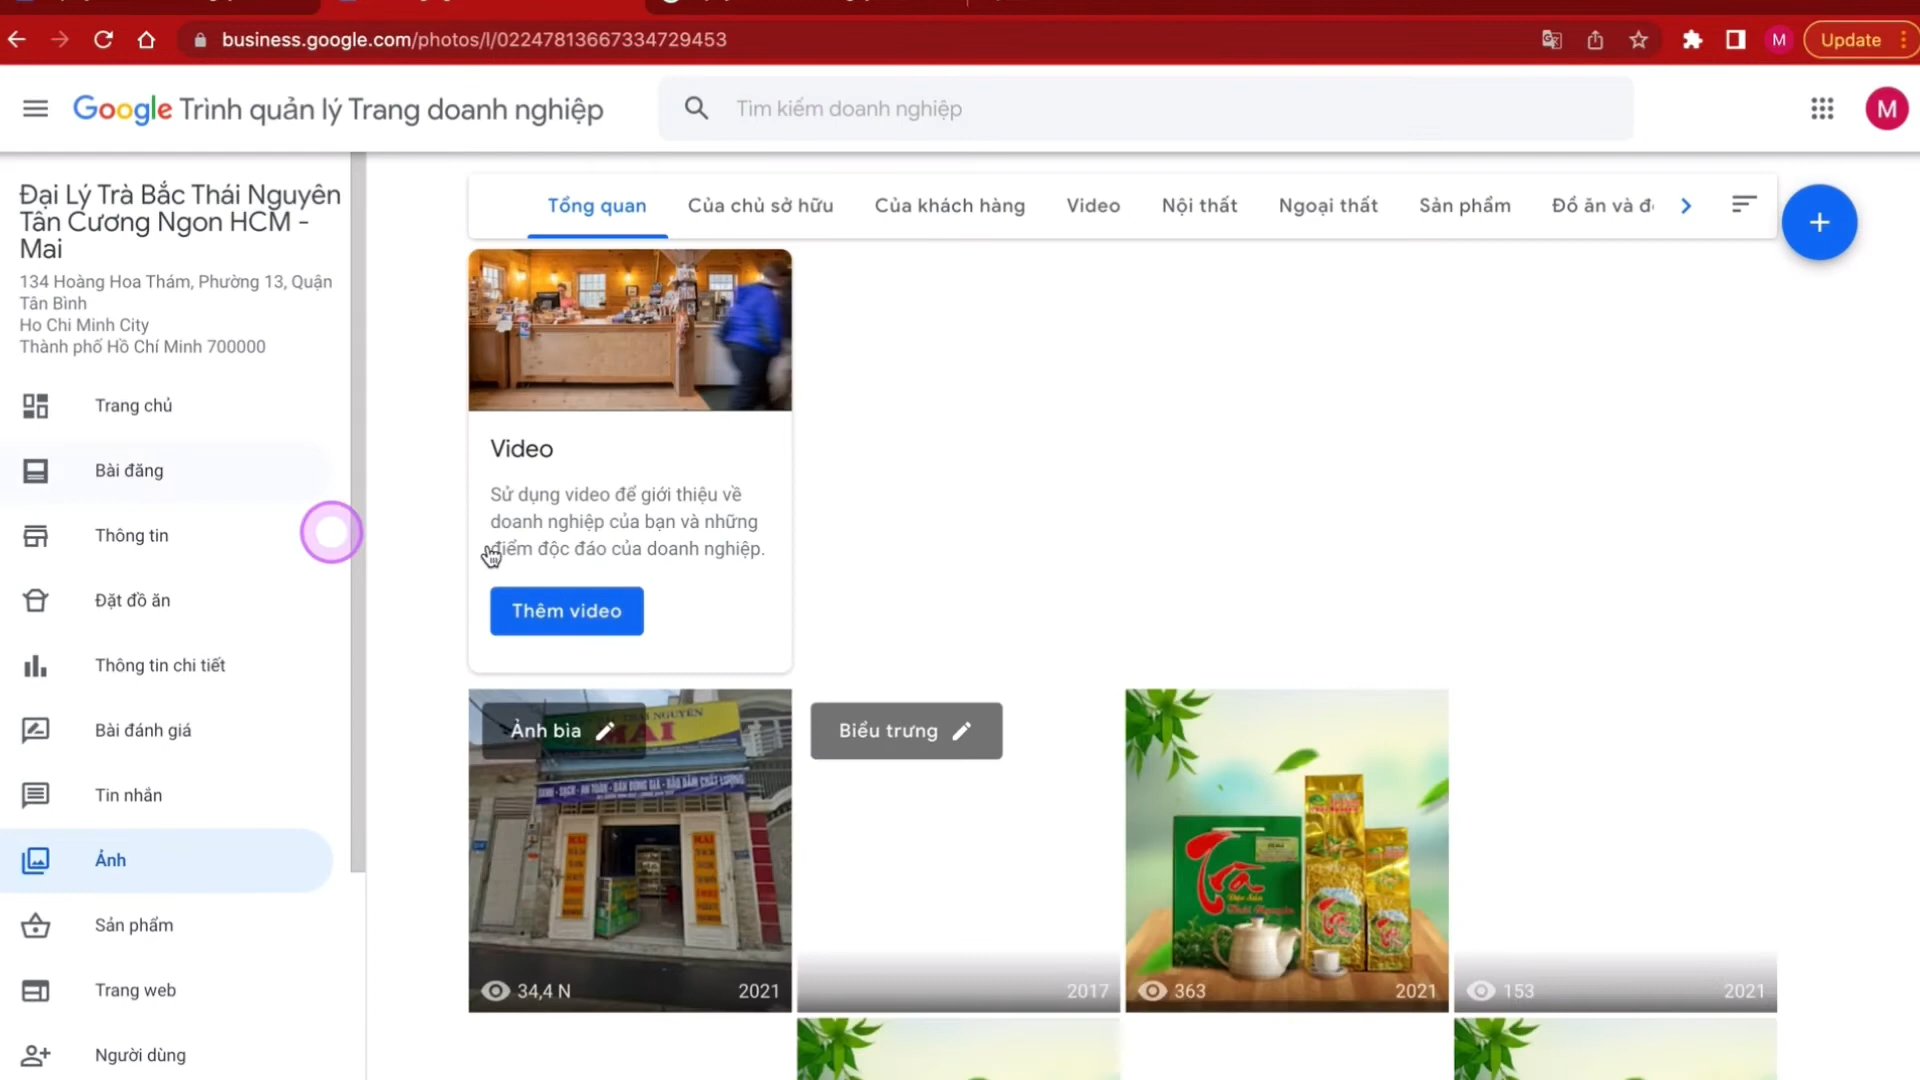 business.google.com/photos/l/02247813667334729453
M
Update
Google Trình quản lý Trang doanh nghiệp
Tìm kiếm doanh nghiệp
M
Đại Lý Trà Bắc Thái Nguyên
Tân Cương Ngon HCM -
Mai
134 Hoàng Hoa Thám, Phường 13, Quận
Tân Bình
Ho Chi Minh City
Thành phố Hồ Chí Minh 700000
Trang chủ
Bài đăng
Thông tin
Đặt đồ ăn
Thông tin chi tiết
Bài đánh giá
Tin nhắn
Ảnh
Sản phẩm
Trang web
Người dùng
Tổng quan
Của chủ sở hữu
Của khách hàng
Video
Nội thất
Ngoại thất
Sản phẩm
Đồ ăn và
Video
Sử dụng video để giới thiệu về
doanh nghiệp của bạn và những
điểm độc đáo của doanh nghiệp.
Thêm video
Ảnh bìa
NGUYÊN
MAI
34,4 N
2021
Biểu trưng
2017
Trà
Thái Nguyên
363
2021
153
2021